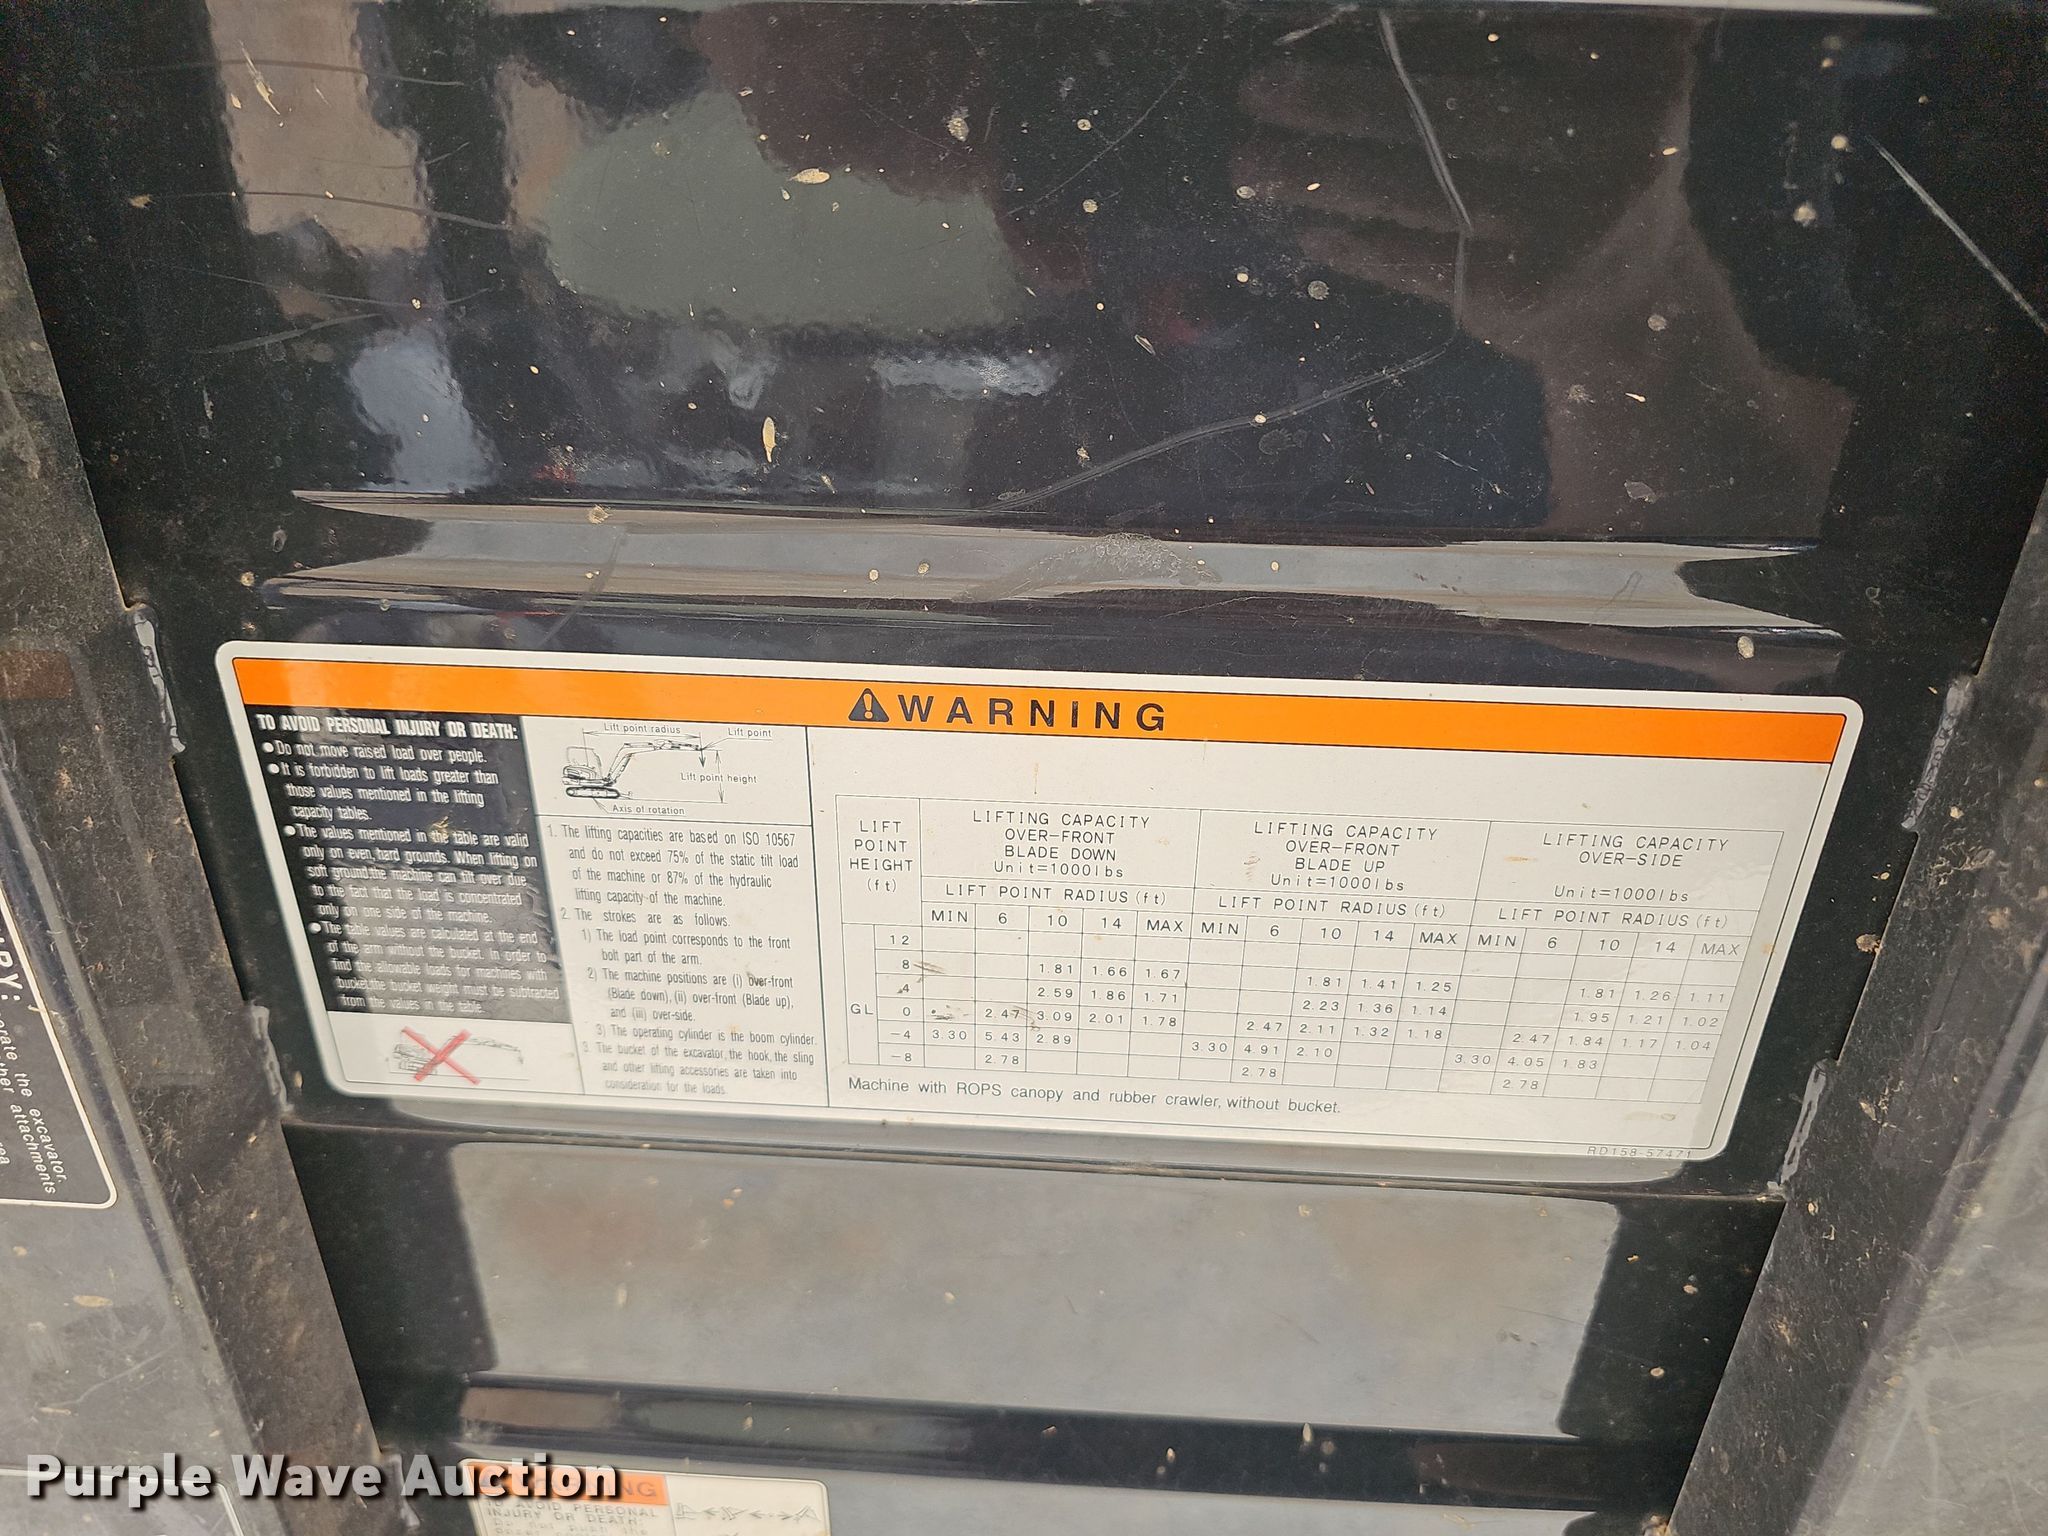 WARNING
TO AVOID PERSONAL INJURY OR DEATH:
● Do not move raised load over people.
● It is forbidden to lift loads greater than
those values mentioned in the lifting
capacity tables.
● The values mentioned in the table are valid
only on even, hard grounds. When lifting on
soft ground, the machine can tilt over due
to the fact that the load is concentrated
only on one side of the machine.
● The table values are calculated at the end
of the arm without the bucket. In order to
find the allowable loads for machines with
bucket, the bucket weight must be subtracted
from the values in the table.
Lift point radius
Lift point
Lift point height
Axis of rotation
1. The lifting capacities are based on ISO 10567
and do not exceed 75% of the static tilt load
of the machine or 87% of the hydraulic
lifting capacity of the machine.
2. The strokes are as follows.
1) The load point corresponds to the front
bolt part of the arm.
2) The machine positions are (i) over-front
(Blade down), (ii) over-front (Blade up),
and (iii) over-side.
3) The operating cylinder is the boom cylinder.
3. The bucket of the excavator, the hook, the sling
and other lifting accessories are taken into
consideration for the loads.
LIFT
POINT
HEIGHT
(ft)
LIFTING CAPACITY
OVER-FRONT
BLADE DOWN
Unit=1000lbs
LIFTING CAPACITY
OVER-FRONT
BLADE UP
Unit=1000lbs
LIFTING CAPACITY
OVER-SIDE
Unit=1000lbs
LIFT POINT RADIUS (ft) LIFT POINT RADIUS (ft) LIFT POINT RADIUS (ft)
MIN 6 10 14 MAX MIN 6 10 14 MAX MIN 6 10 14 MAX
12
8 1.81 1.66 1.67 1.81 1.41 1.25 1.81 1.26 1.11
4 2.59 1.86 1.71 2.23 1.36 1.14 1.95 1.21 1.02
GL 0 2.47 3.09 2.01 1.78 2.47 2.11 1.32 1.18 2.47 1.84 1.17 1.04
-4 3.30 5.43 2.89 3.30 4.91 2.10 3.30 4.05 1.83
-8 2.78 2.78 2.78
Machine with ROPS canopy and rubber crawler, without bucket.
RD158-57471
RY:
the excavator.
attachments
Purple Wave Auction
NG
TO AVOID PERSONAL
INJURY OR DEATH: